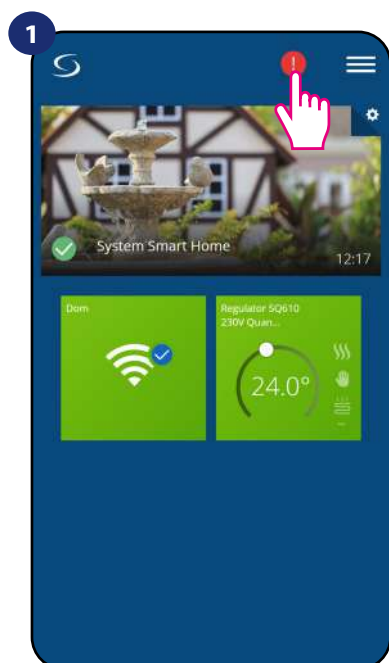 1
!
System Smart Home
12:17
Dom
Regulator SQ610
230V Quan...
24.0°